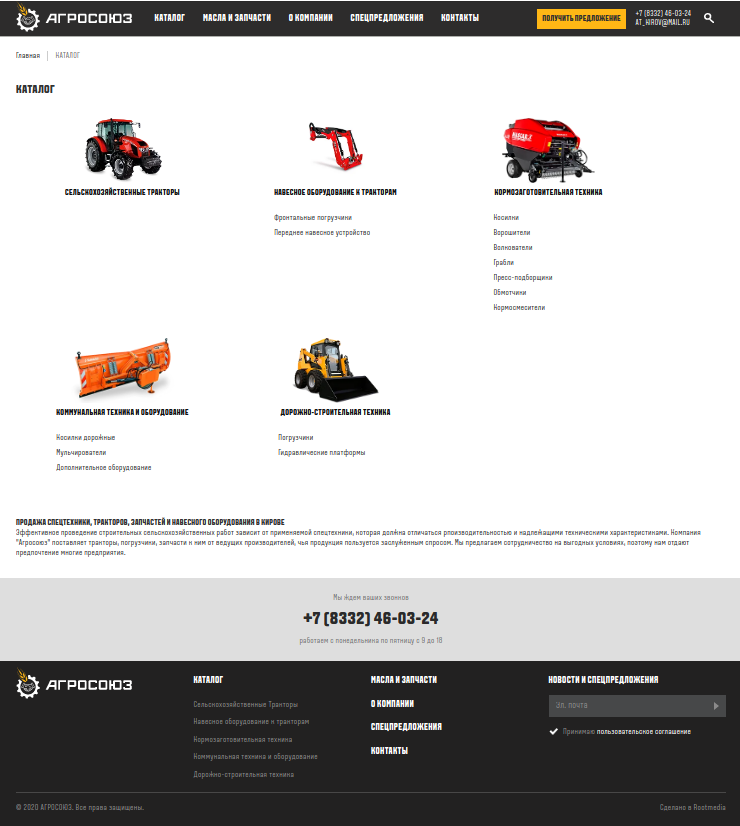 АГРОСОЮЗ
КАТАЛОГ
МАСЛА И ЗАПЧАСТИ
О КОМПАНИИ
СПЕЦПРЕДЛОЖЕНИЯ
КОНТАКТЫ
ПОЛУЧИТЬ ПРЕДЛОЖЕНИЕ
+7 (8332) 46-03-24
AT_KIROV@MAIL.RU
Главная
КАТАЛОГ
КАТАЛОГ
СЕЛЬСКОХОЗЯЙСТВЕННЫЕ ТРАКТОРЫ
НАВЕСНОЕ ОБОРУДОВАНИЕ К ТРАКТОРАМ
Фронтальные погрузчики
Переднее навесное устройство
КОРМОЗАГОТОВИТЕЛЬНАЯ ТЕХНИКА
Косилки
Ворошители
Волкователи
Грабли
Пресс-подборщики
Обмотчики
Кормосмесители
КОММУНАЛЬНАЯ ТЕХНИКА И ОБОРУДОВАНИЕ
Косилки дорожные
Мульчирователи
Дополнительное оборудование
ДОРОЖНО-СТРОИТЕЛЬНАЯ ТЕХНИКА
Погрузчики
Гидравлические платформы
ПРОДАЖА СПЕЦТЕХНИКИ, ТРАКТОРОВ, ЗАПЧАСТЕЙ И НАВЕСНОГО ОБОРУДОВАНИЯ В КИРОВЕ
Эффективное проведение строительных сельскохозяйственных работ зависит от применяемой спецтехники, которая должна отличаться рпоизводительностью и надлежащими техническими характеристиками. Компания
"Агросоюз" поставляет тракторы, погрузчики, запчасти к ним от ведущих производителей, чья продукция пользуется заслуженным спросом. Мы предлагаем сотрудничество на выгодных условиях, поэтому нам отдают
предпочтение многие предприятия.
Мы ждем ваших звонков
+7 (8332) 46-03-24
работаем с понедельника по пятницу с 9 до 18
АГРОСОЮЗ
КАТАЛОГ
Сельскохозяйственные Тракторы
Навесное оборудование к тракторам
Кормозаготовительная техника
Коммунальная техника и оборудование
Дорожно-строительная техника
МАСЛА И ЗАПЧАСТИ
О КОМПАНИИ
СПЕЦПРЕДЛОЖЕНИЯ
КОНТАКТЫ
НОВОСТИ И СПЕЦПРЕДЛОЖЕНИЯ
Эл. почта
Принимаю пользовательское соглашение
© 2020 АГРОСОЮЗ. Все права защищены.
Сделано в Rootmedia